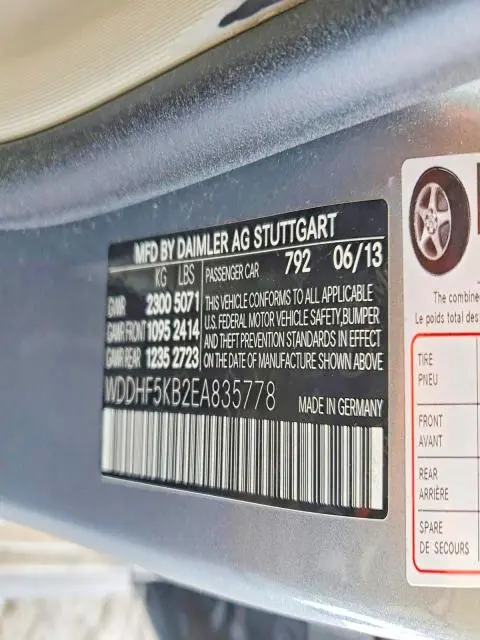 MFD BY DAIMLER AG STUTTGART
KG LBS
GWR 2300 5071
GAWR FRONT 1095 2414
GAWR REAR 1235 2723
PASSENGER CAR 792 06/13
THIS VEHICLE CONFORMS TO ALL APPLICABLE
U.S. FEDERAL MOTOR VEHICLE SAFETY, BUMPER
AND THEFT PREVENTION STANDARDS IN EFFECT
ON THE DATE OF MANUFACTURE SHOWN ABOVE
WDDHF5KB2EA835778
MADE IN GERMANY
The combine
Le poids total des
TIRE
PNEU
FRONT
AVANT
REAR
ARRIÈRE
SPARE
DE SECOURS